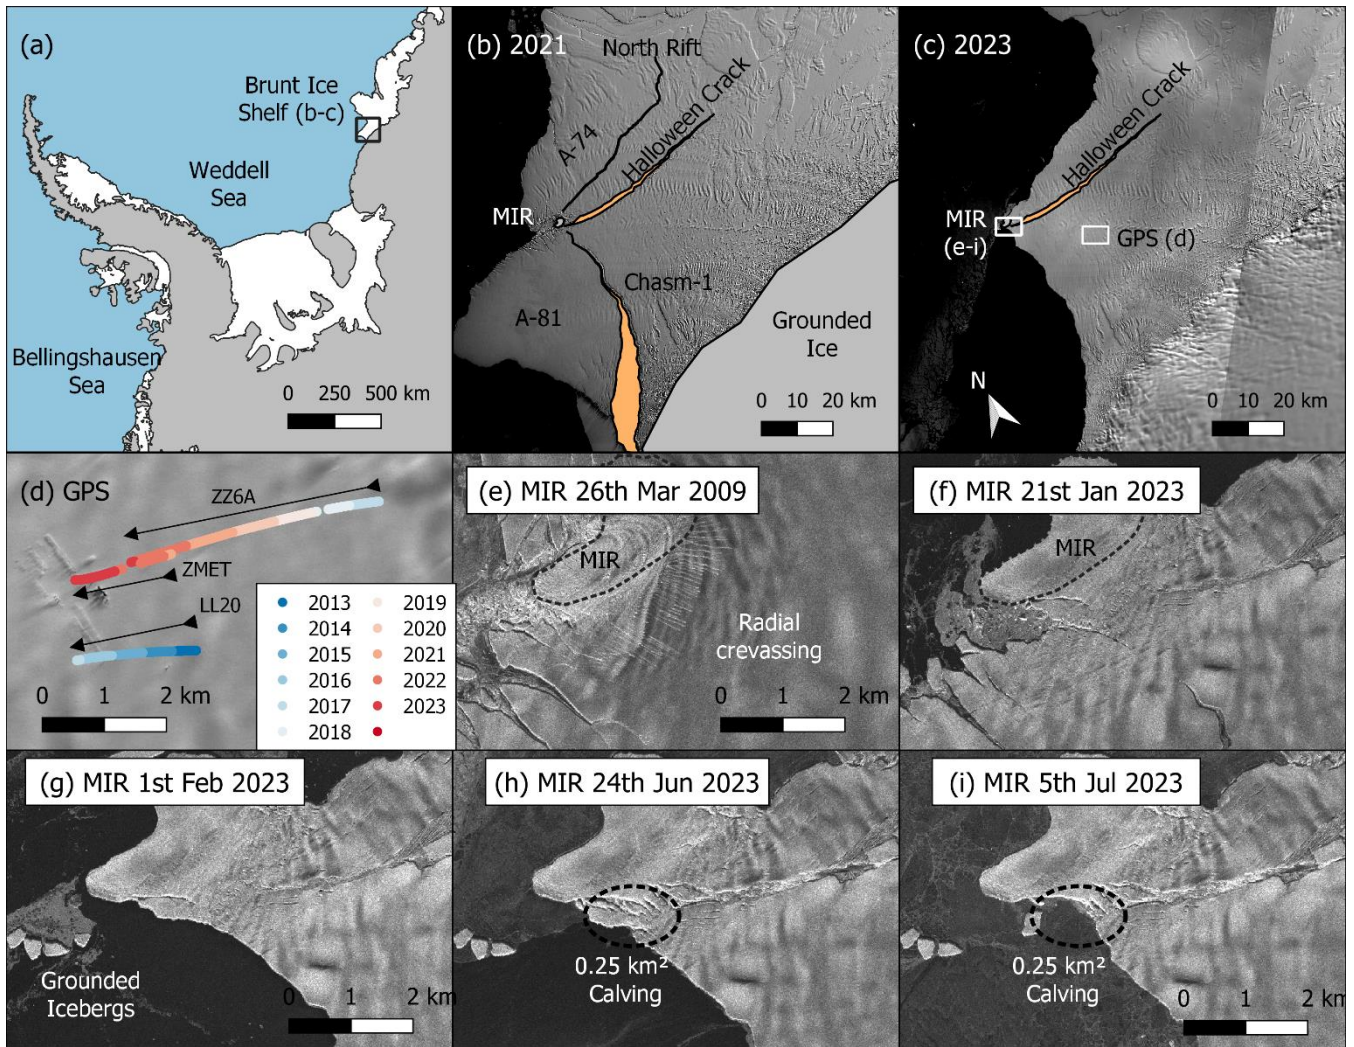 (a)
Brunt Ice
Shelf (b-c)
Weddell
Sea
Bellingshausen
Sea
0 250 500 km
(b) 2021
North Rift
A-74
Halloween Crack
MIR
Chasm-1
A-81
Grounded
Ice
0 10 20 km
(c) 2023
Halloween Crack
MIR
(e-i)
GPS (d)
N
0 10 20 km
(d) GPS
ZZ6A
ZMET
LL20
2013 2019
2014 2020
2015 2021
2016 2022
2017 2023
2018
0 1 2 km
(e) MIR 26th Mar 2009
MIR
Radial
crevassing
0 1 2 km
(f) MIR 21st Jan 2023
MIR
0 1 2 km
(g) MIR 1st Feb 2023
Grounded
Icebergs
0 1 2 km
(h) MIR 24th Jun 2023
0.25 km²
Calving
(i) MIR 5th Jul 2023
0.25 km²
Calving
0 1 2 km